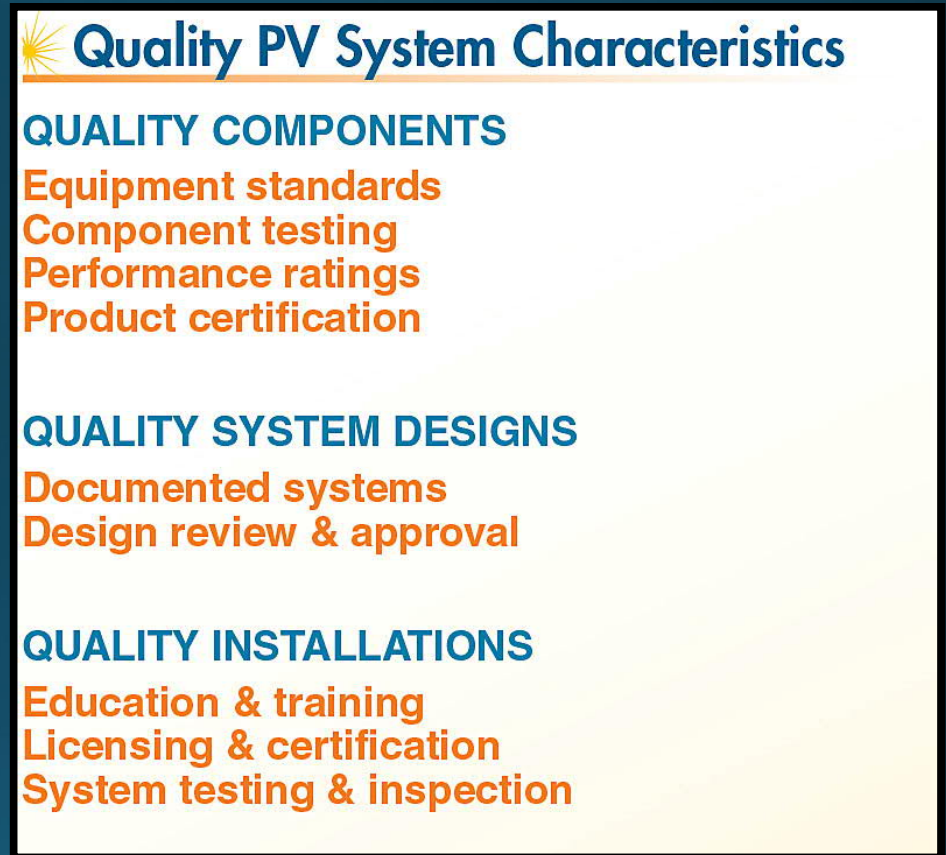 Quality PV System Characteristics
QUALITY COMPONENTS
Equipment standards
Component testing
Performance ratings
Product certification
QUALITY SYSTEM DESIGNS
Documented systems
Design review & approval
QUALITY INSTALLATIONS
Education & training
Licensing & certification
System testing & inspection